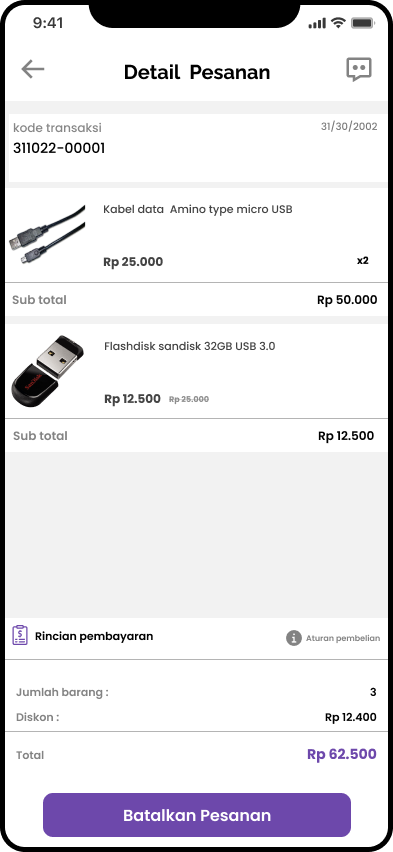 9:41
Detail Pesanan
kode transaksi
31/30/2002
311022-00001
Kabel data Amino type micro USB
Rp 25.000
x2
Sub total
Rp 50.000
Flashdisk sandisk 32GB USB 3.0
SanDisk
Rp 12.500 Rp 25.000
Sub total
Rp 12.500
$
Rincian pembayaran
i Aturan pembelian
Jumlah barang :
3
Diskon :
Rp 12.400
Total
Rp 62.500
Batalkan Pesanan